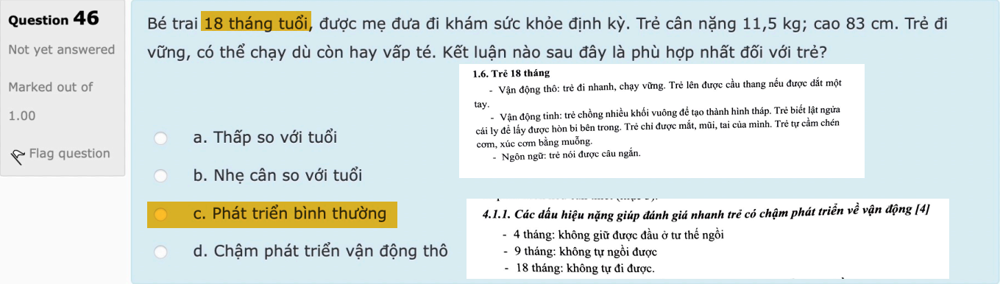 Question 46
Not yet answered
Marked out of
1.00
Flag question
Bé trai 18 tháng tuổi, được mẹ đưa đi khám sức khỏe định kỳ. Trẻ cân nặng 11,5 kg; cao 83 cm. Trẻ đi
vững, có thể chạy dù còn hay vấp té. Kết luận nào sau đây là phù hợp nhất đối với trẻ?
a. Thấp so với tuổi
b. Nhẹ cân so với tuổi
c. Phát triển bình thường
d. Chậm phát triển vận động thô
1.6. Trẻ 18 tháng
- Vận động thô: trẻ đi nhanh, chạy vững. Trẻ lên được cầu thang nếu được dắt một
tay.
- Vận động tinh: trẻ chồng nhiều khối vuông để tạo thành hình tháp. Trẻ biết lật ngửa
cái ly để lấy được hòn bi bên trong. Trẻ chỉ được mắt, mũi, tai của mình. Trẻ tự cầm chén
cơm, xúc cơm bằng muỗng.
- Ngôn ngữ: trẻ nói được câu ngắn.
4.1.1. Các dấu hiệu nặng giúp đánh giá nhanh trẻ có chậm phát triển về vận động [4]
- 4 tháng: không giữ được đầu ở tư thế ngồi
- 9 tháng: không tự ngồi được
- 18 tháng: không tự đi được.